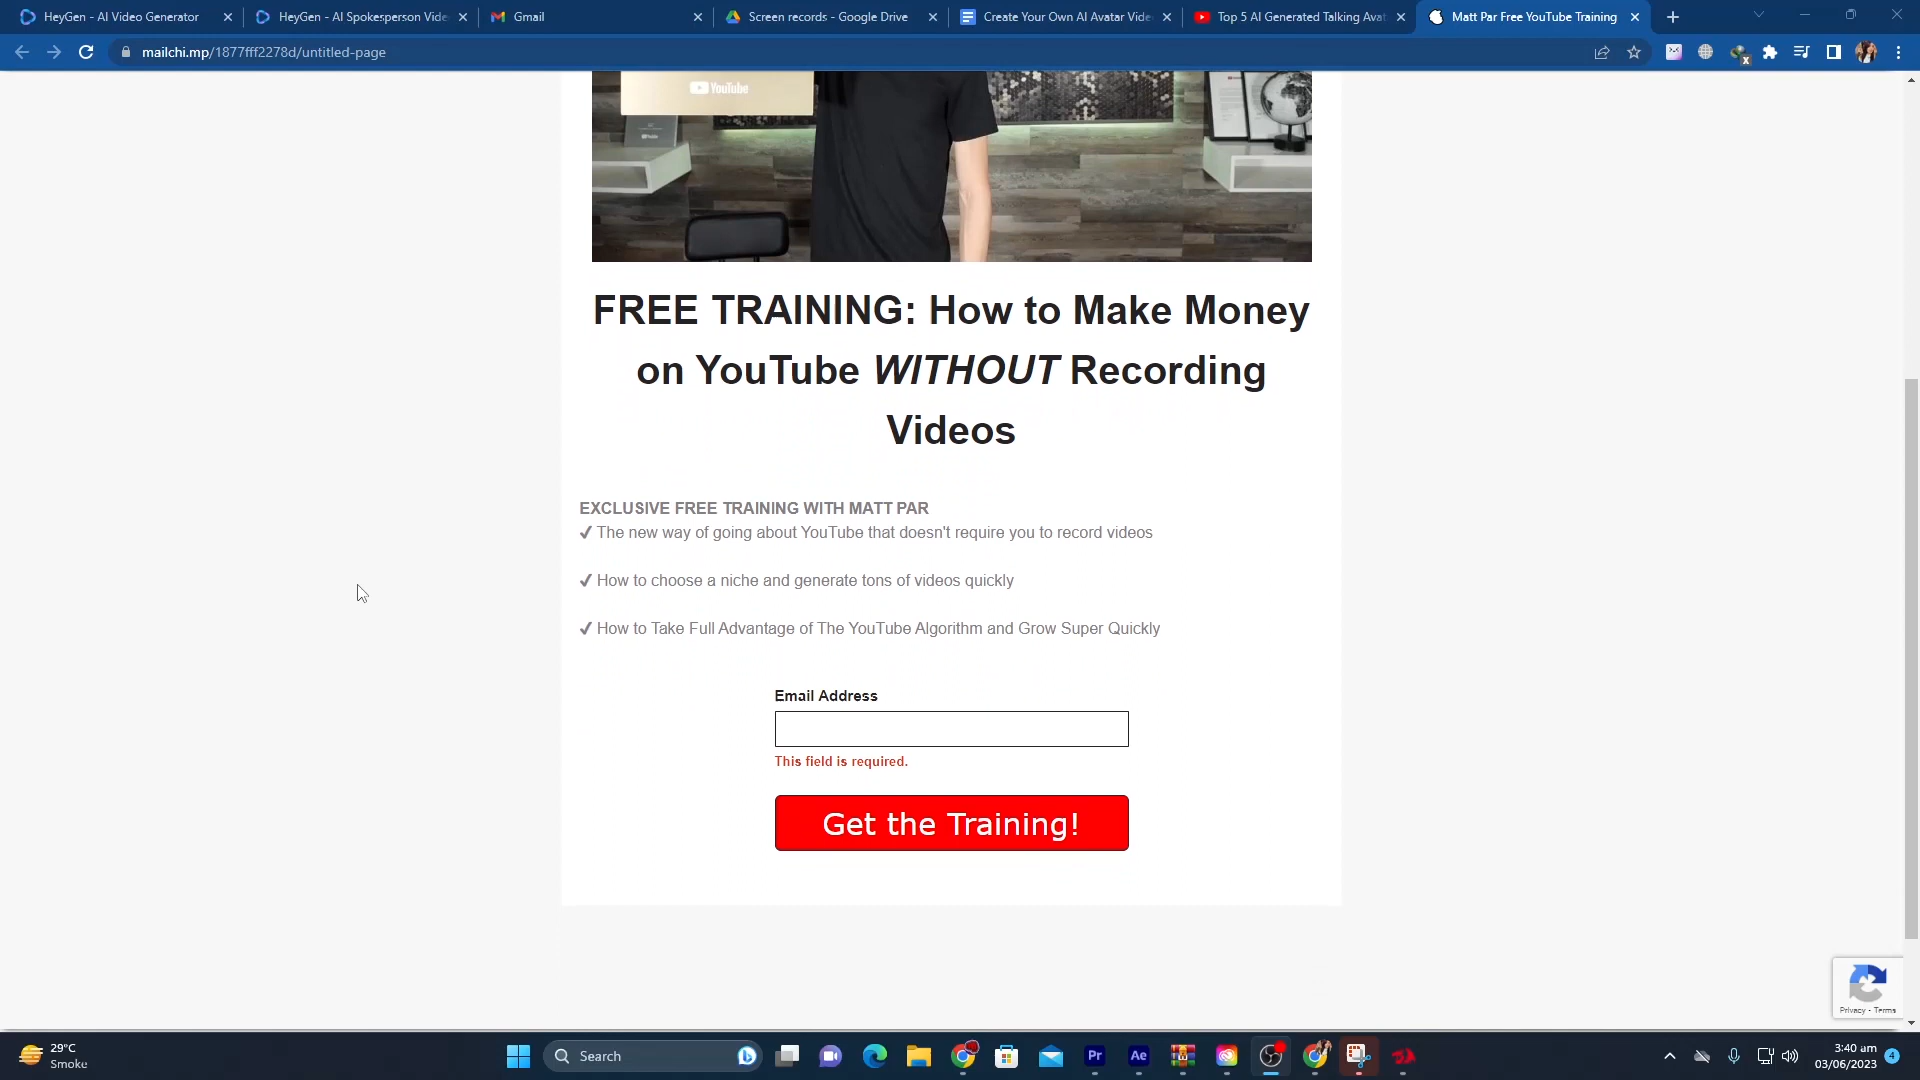 HeyGen - AI Video Generator
HeyGen - AI Spokesperson Vide
Gmail
Screen records - Google Drive
Create Your Own AI Avatar Vide
Top 5 AI Generated Talking Avat
Matt Par Free YouTube Training
mailchi.mp/1877fff2278d/untitled-page
YouTube
FREE TRAINING: How to Make Money
on YouTube WITHOUT Recording
Videos
EXCLUSIVE FREE TRAINING WITH MATT PAR
✔ The new way of going about YouTube that doesn't require you to record videos
✔ How to choose a niche and generate tons of videos quickly
✔ How to Take Full Advantage of The YouTube Algorithm and Grow Super Quickly
Email Address
This field is required.
Get the Training!
Privacy - Terms
29°C
Smoke
Search
Pr
Ae
3:40 am
03/06/2023
4